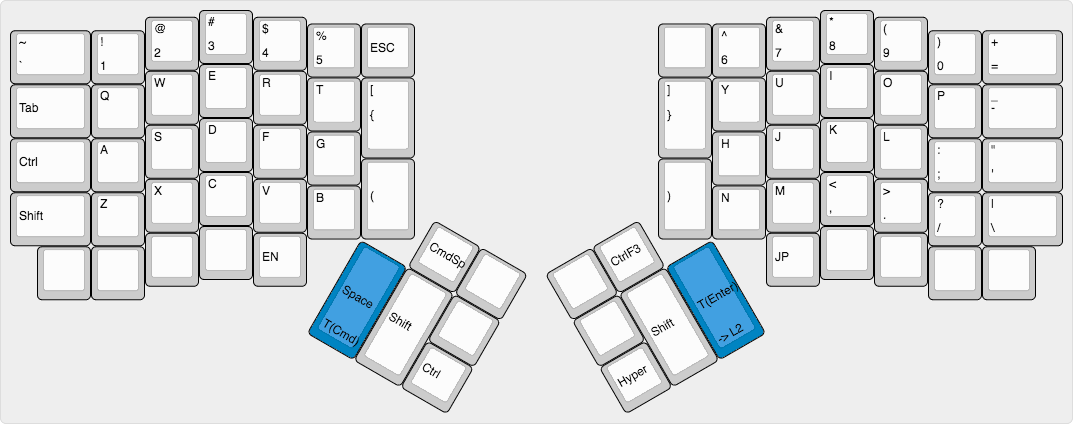 ~
`
!
1
@
2
#
3
$
4
%
5
ESC
Tab
Q
W
E
R
T
[
{
Ctrl
A
S
D
F
G
Shift
Z
X
C
V
B
(
EN
CmdSp
Space
T(Cmd)
Shift
Ctrl
^
6
&
7
*
8
(
9
)
0
+
=
]
}
Y
U
I
O
P
_
-
H
J
K
L
:
;
"
'
)
N
M
<
,
>
.
?
/
|
\
JP
CtrlF3
T(Enter)
-> L2
Shift
Hyper